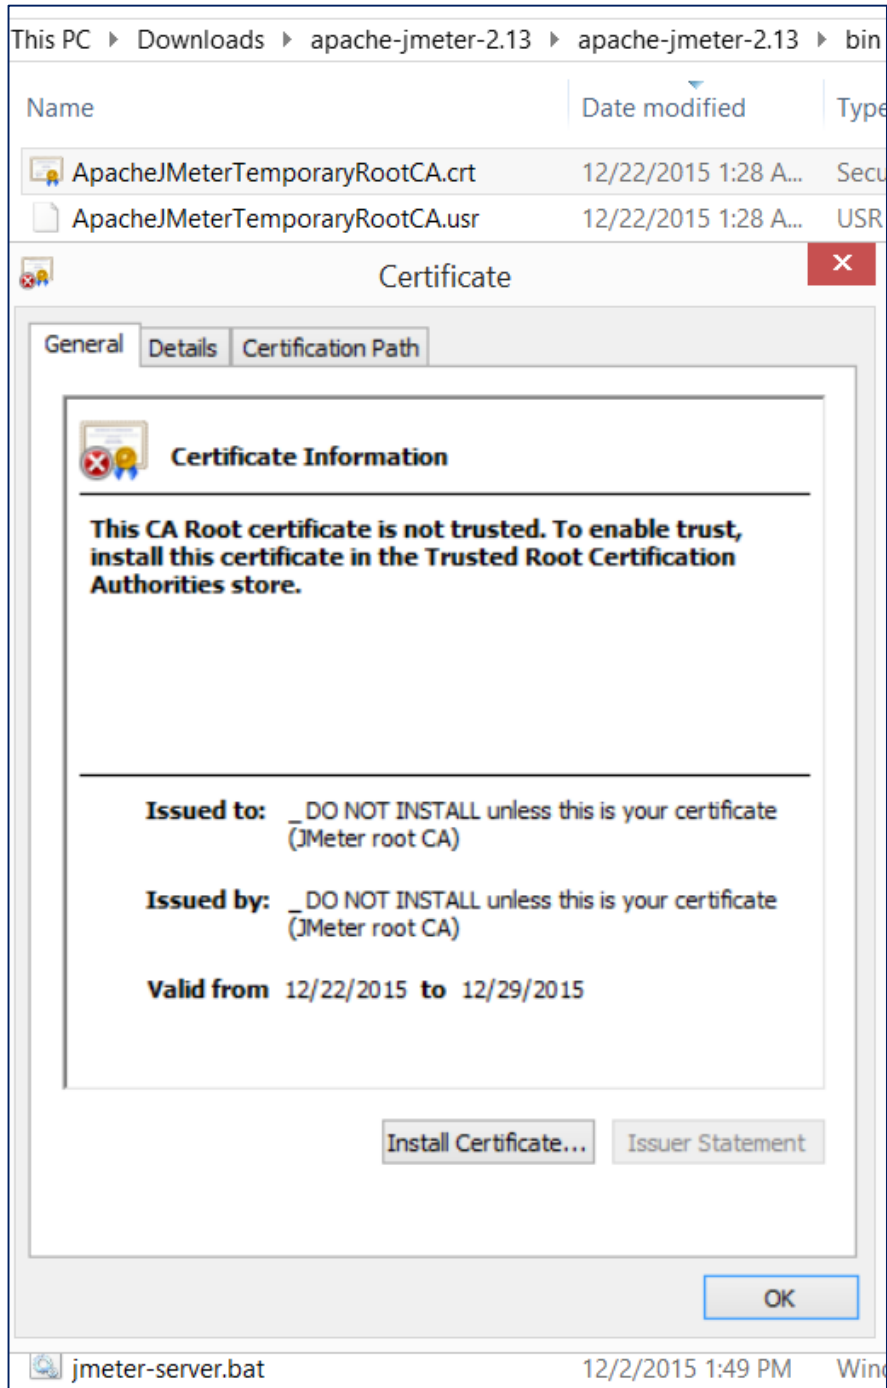 This PC Downloads apache-jmeter-2.13 apache-jmeter-2.13 bin
Name Date modified Type
ApacheJMeterTemporaryRootCA.crt 12/22/2015 1:28 A... Secu
ApacheJMeterTemporaryRootCA.usr 12/22/2015 1:28 A... USR
Certificate
General Details Certification Path
Certificate Information
This CA Root certificate is not trusted. To enable trust,
install this certificate in the Trusted Root Certification
Authorities store.
Issued to: _ DO NOT INSTALL unless this is your certificate
(JMeter root CA)
Issued by: _ DO NOT INSTALL unless this is your certificate
(JMeter root CA)
Valid from 12/22/2015 to 12/29/2015
Install Certificate... Issuer Statement
OK
jmeter-server.bat 12/2/2015 1:49 PM Wind